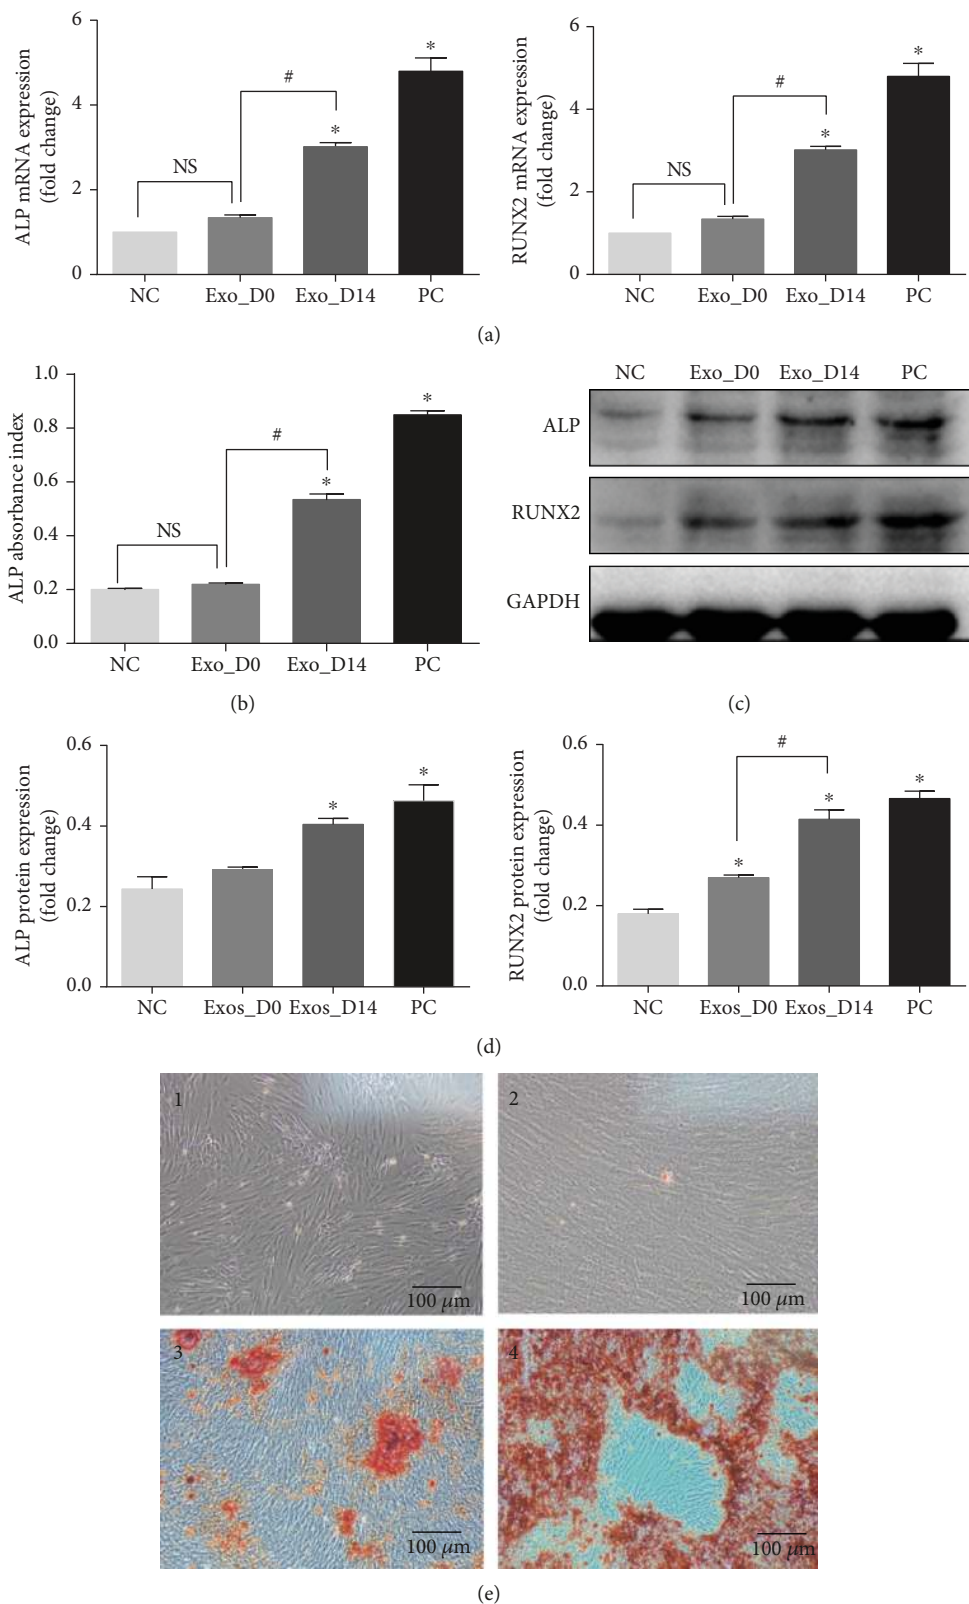 ALP mRNA expression
(fold change)
6
4
2
0
NS
#
*
*
NC Exo_D0 Exo_D14 PC
RUNX2 mRNA expression
(fold change)
6
4
2
0
NS
#
*
*
NC Exo_D0 Exo_D14 PC
(a)
ALP absorbance index
1.0
0.8
0.6
0.4
0.2
0.0
NS
#
*
*
NC Exo_D0 Exo_D14 PC
(b)
NC Exo_D0 Exo_D14 PC
ALP
RUNX2
GAPDH
(c)
ALP protein expression
(fold change)
0.6
0.4
0.2
0.0
*
*
NC Exos_D0 Exos_D14 PC
RUNX2 protein expression
(fold change)
0.6
0.4
0.2
0.0
#
*
*
*
NC Exos_D0 Exos_D14 PC
(d)
1
100 μm
2
100 μm
3
100 μm
4
100 μm
(e)